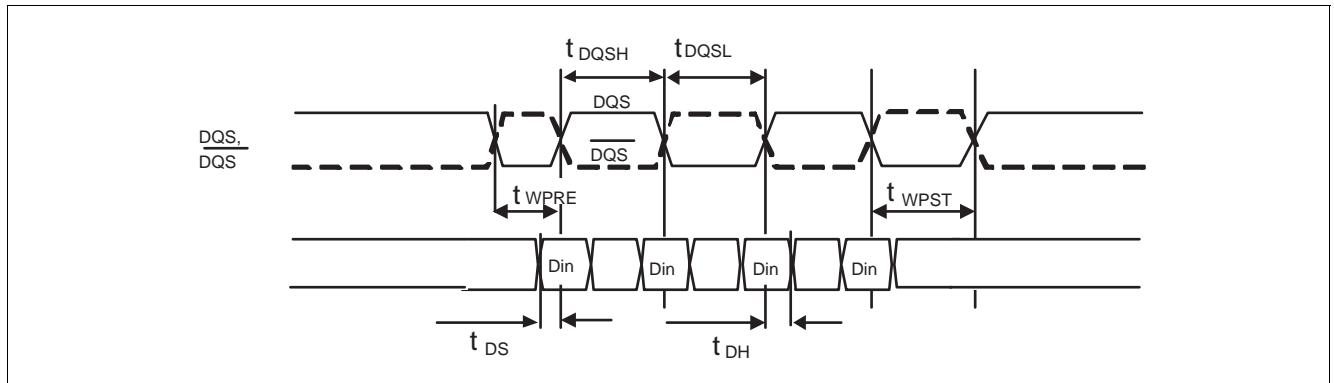 t DQSH
t DQSL
DQS
DQS,
DQS
DQS
t WPRE
t WPST
Din
Din
Din
Din
t DS
t DH